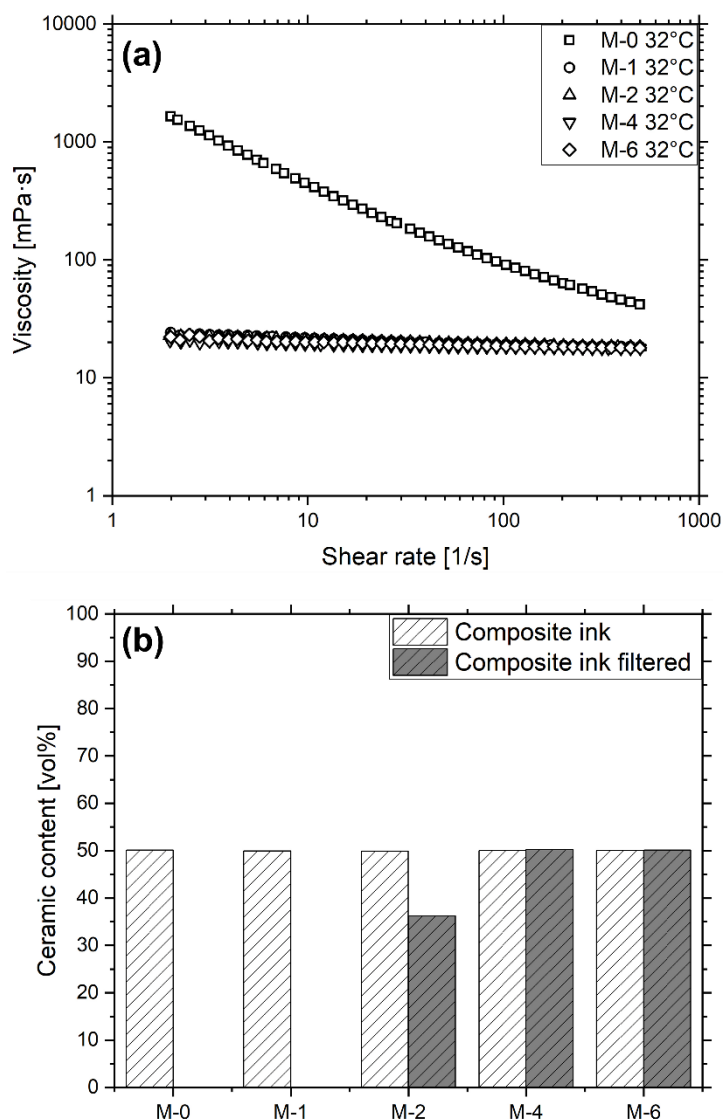 (a)
M-0 32°C
M-1 32°C
M-2 32°C
M-4 32°C
M-6 32°C
10000
1000
100
10
1
Viscosity [mPa·s]
1
10
100
1000
Shear rate [1/s]
(b)
Composite ink
Composite ink filtered
100
90
80
70
60
50
40
30
20
10
0
Ceramic content [vol%]
M-0
M-1
M-2
M-4
M-6